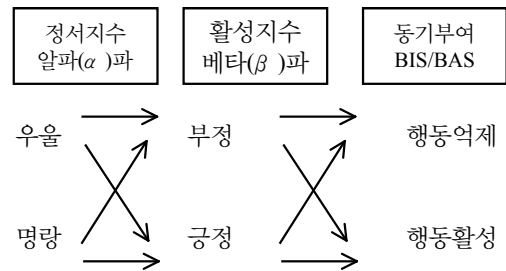 정서지수
알파(α )파
활성지수
베타(β )파
동기부여
BIS/BAS
우울
부정
행동억제
명랑
긍정
행동활성